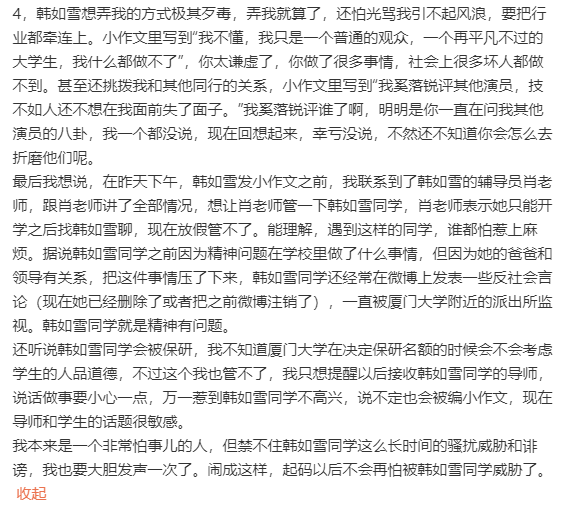 4，韩如雪想弄我的方式极其歹毒，弄我就算了，还怕光骂我引不起风浪，要把行
业都牵连上。小作文里写到“我不懂，我只是一个普通的观众，一个再平凡不过的
大学生，我什么都做不了”，你太谦虚了，你做了很多事情，社会上很多坏人都做
不到。甚至还挑拨我和其他同行的关系，小作文里写到“我奚落锐评其他演员，技
不如人还不想在我面前失了面子。”我奚落锐评谁了啊，明明是你一直在问我其他
演员的八卦，我一个都没说，现在回想起来，幸亏没说，不然还不知道你会怎么去
折磨他们呢。
最后我想说，在昨天下午，韩如雪发小作文之前，我联系到了韩如雪的辅导员肖老
师，跟肖老师讲了全部情况，想让肖老师管一下韩如雪同学，肖老师表示她只能开
学之后找韩如雪聊，现在放假管不了。能理解，遇到这样的同学，谁都怕惹上麻
烦。据说韩如雪同学之前因为精神问题在学校里做了什么事情，但因为她的爸爸和
领导有关系，把这件事情压了下来，韩如雪同学还经常在微博上发表一些反社会言
论（现在她已经删除了或者把之前微博注销了），一直被厦门大学附近的派出所监
视。韩如雪同学就是精神有问题。
还听说韩如雪同学会被保研，我不知道厦门大学在决定保研名额的时候会不会考虑
学生的人品道德，不过这个我也管不了，我只想提醒以后接收韩如雪同学的导师，
说话做事要小心一点，万一惹到韩如雪同学不高兴，说不定也会被编小作文，现在
导师和学生的话题很敏感。
我本来是一个非常怕事儿的人，但禁不住韩如雪同学这么长时间的骚扰威胁和诽
谤，我也要大胆发声一次了。闹成这样，起码以后不会再怕被韩如雪同学威胁了。
收起